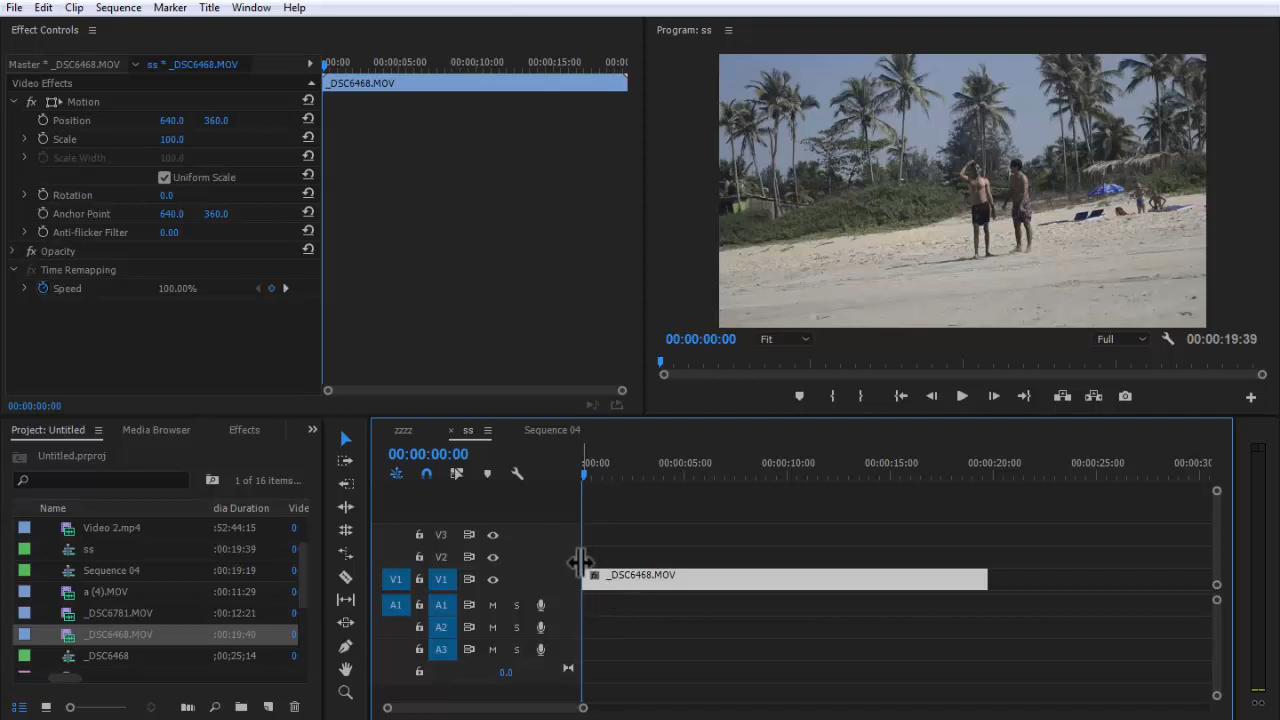 File Edit Clip Sequence Marker Title Window Help
Effect Controls
Program: ss
Master * _DSC6468.MOV ss * _DSC6468.MOV
:00:00 00:00:05:00 00:00:10:00 00:00:15:00 00:0
Video Effects
_DSC6468.MOV
fx Motion
Position 640.0 360.0
Scale 100.0
Scale Width 100.0
Uniform Scale
Rotation 0.0
Anchor Point 640.0 360.0
Anti-flicker Filter 0.00
fx Opacity
fx Time Remapping
Speed 100.00%
00:00:00:00
00:00:00:00 Fit Full 00:00:19:39
Project: Untitled Media Browser Effects
Untitled.prproj
1 of 16 items...
Name dia Duration Vide
Video 2.mp4 :52:44:15 0
ss :00:19:39 0
Sequence 04 :00:19:39 0
a (4).MOV :00:11:29 0
_DSC6781.MOV :00:12:21 0
_DSC6468.MOV :00:19:40 0
_DSC6468 ;00;25;14 0
zzzz × ss Sequence 04
00:00:00:00
:00:00 00:00:05:00 00:00:10:00 00:00:15:00 00:00:20:00 00:00:25:00 00:00:30
V3
V2
V1 V1 fx _DSC6468.MOV
A1 A1 M S
A2 M S
A3 M S
0.0